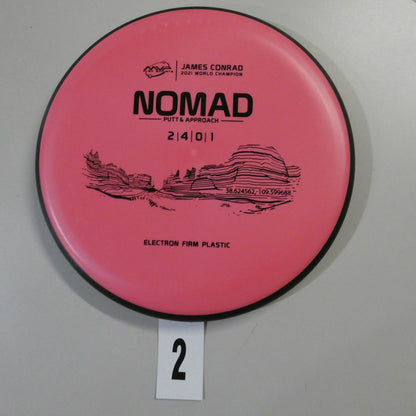 JAMES CONRAD
2021 WORLD CHAMPION
NOMAD
PUTT & APPROACH
2|4|0|1
38.624562,-109.599688
ELECTRON FIRM PLASTIC
2